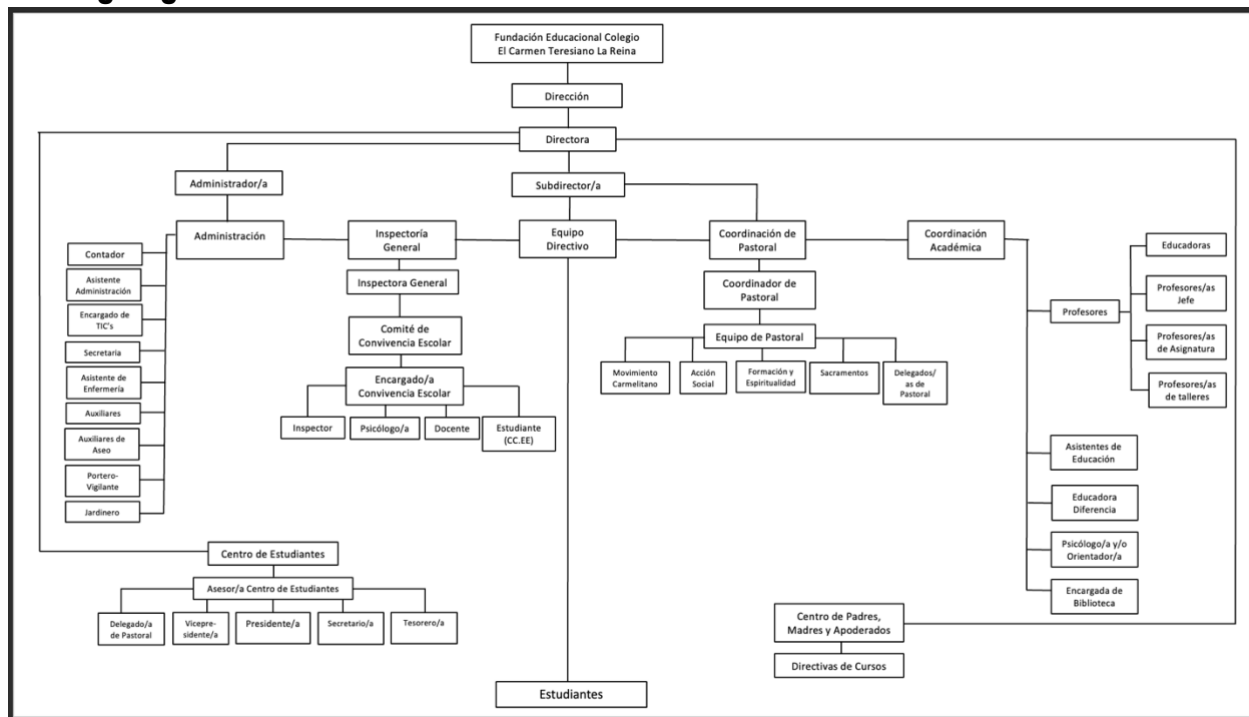 Fundación Educacional Colegio
El Carmen Teresiano La Reina
Dirección
Directora
Administrador/a
Subdirector/a
Administración
Inspectoría
General
Equipo
Directivo
Coordinación de
Pastoral
Coordinación
Académica
Contador
Asistente
Administración
Encargado de
TIC's
Secretaria
Asistente de
Enfermería
Auxiliares
Auxiliares de
Aseo
Portero-
Vigilante
Jardinero
Inspectora General
Comité de
Convivencia Escolar
Encargado/a
Convivencia Escolar
Inspector
Psicólogo/a
Docente
Estudiante
(CC.EE)
Coordinador de
Pastoral
Equipo de Pastoral
Movimiento
Carmelitano
Acción
Social
Formación y
Espiritualidad
Sacramentos
Delegados/
as de
Pastoral
Profesores
Educadoras
Profesores/as
Jefe
Profesores/as
de Asignatura
Profesores/as
de talleres
Asistentes de
Educación
Educadora
Diferencia
Psicólogo/a y/o
Orientador/a
Encargada de
Biblioteca
Centro de Estudiantes
Asesor/a Centro de Estudiantes
Delegado/a
de Pastoral
Vicepre-
sidente/a
Presidente/a
Secretario/a
Tesorero/a
Centro de Padres,
Madres y Apoderados
Directivas de Cursos
Estudiantes